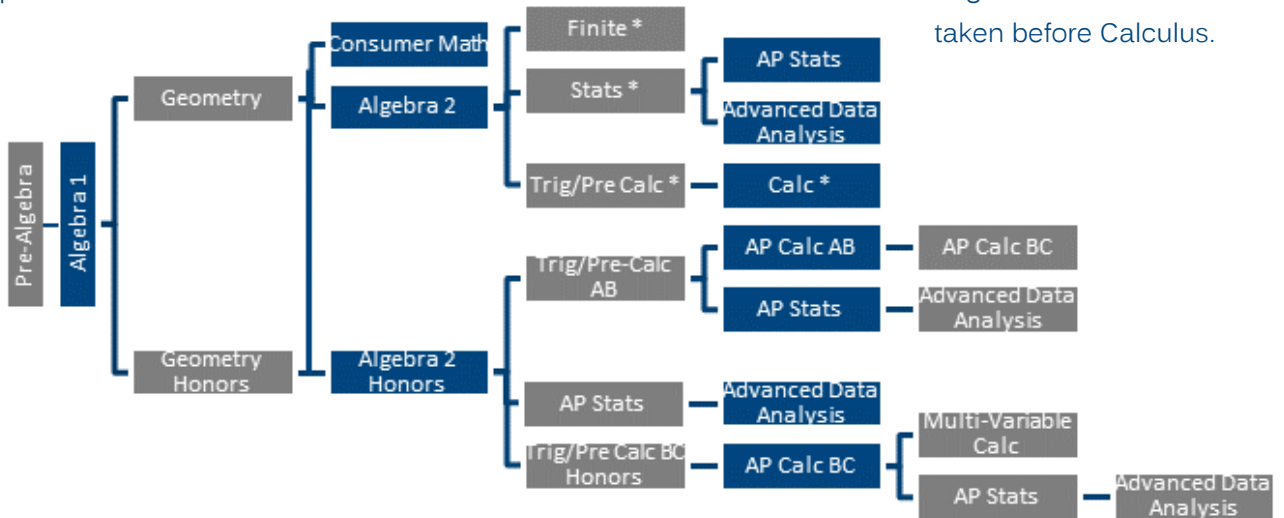 taken before Calculus.
Pre-Algebra
Algebra 1
Geometry
Geometry
Honors
Consumer Math
Algebra 2
Algebra 2
Honors
Finite *
Stats *
Trig/Pre Calc *
Trig/Pre-Calc
AB
AP Stats
Trig/Pre Calc BC
Honors
AP Stats
Advanced Data
Analysis
Calc *
AP Calc AB
AP Stats
Advanced Data
Analysis
AP Calc BC
AP Calc BC
Advanced Data
Analysis
Multi-Variable
Calc
AP Stats
Advanced Data
Analysis